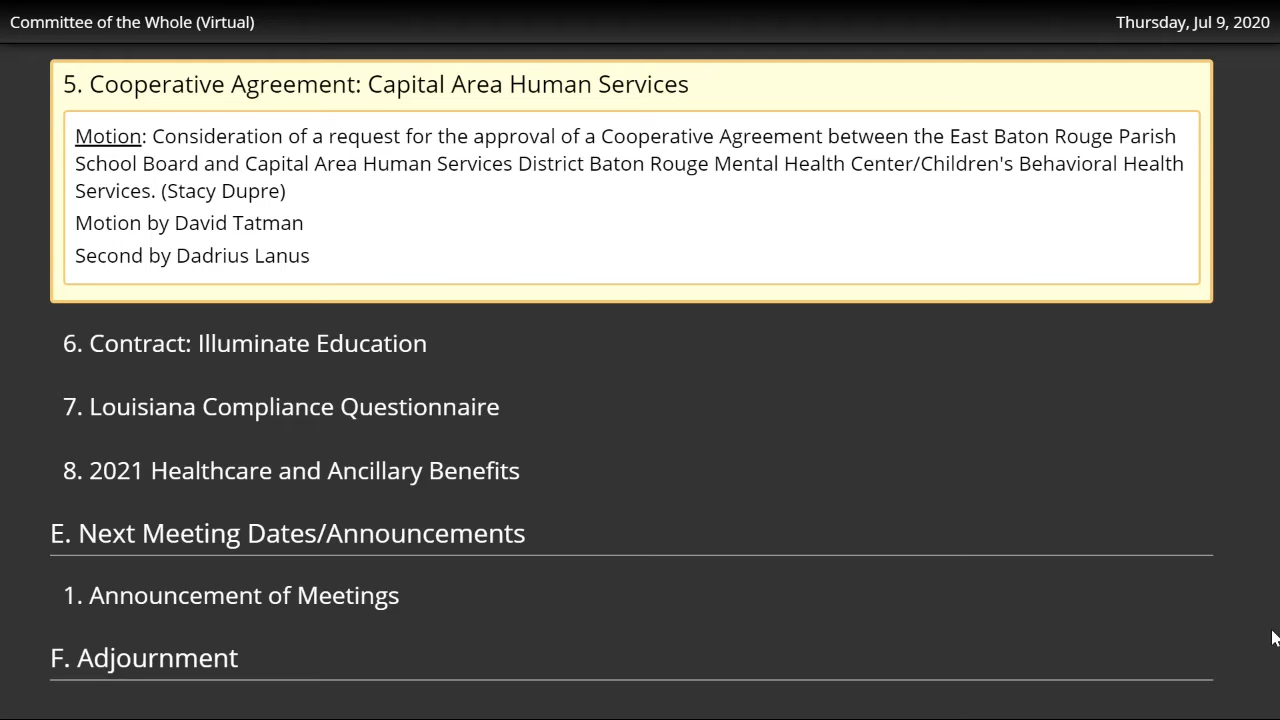 Committee of the Whole (Virtual)
Thursday, Jul 9, 2020
5. Cooperative Agreement: Capital Area Human Services
Motion: Consideration of a request for the approval of a Cooperative Agreement between the East Baton Rouge Parish
School Board and Capital Area Human Services District Baton Rouge Mental Health Center/Children's Behavioral Health
Services. (Stacy Dupre)
Motion by David Tatman
Second by Dadrius Lanus
6. Contract: Illuminate Education
7. Louisiana Compliance Questionnaire
8. 2021 Healthcare and Ancillary Benefits
E. Next Meeting Dates/Announcements
1. Announcement of Meetings
F. Adjournment